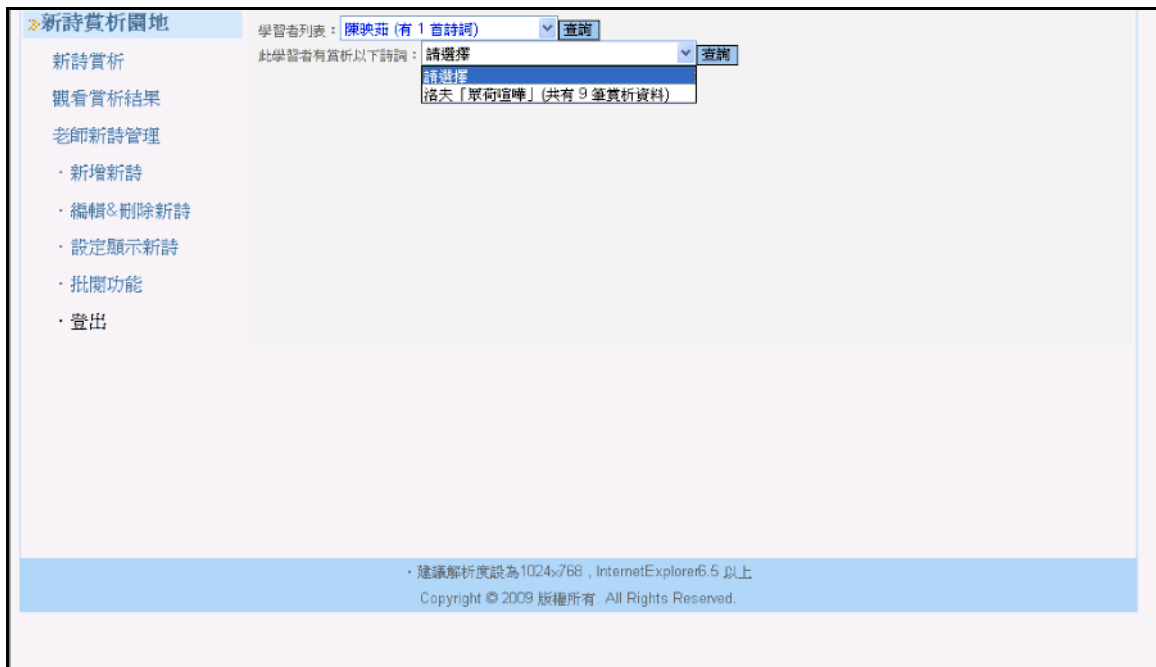 »新詩賞析園地
新詩賞析
觀看賞析結果
老師新詩管理
・新增新詩
・編輯&刪除新詩
・設定顯示新詩
・批閱功能
・登出
學習者列表：陳映茹 (有 1 首詩詞) 查詢
此學習者有賞析以下詩詞：請選擇 查詢
請選擇
洛夫「眾荷喧嘩」(共有 9 筆賞析資料)
・建議解析度設為1024x768 , InternetExplorer6.5 以上
Copyright © 2009 版權所有. All Rights Reserved.